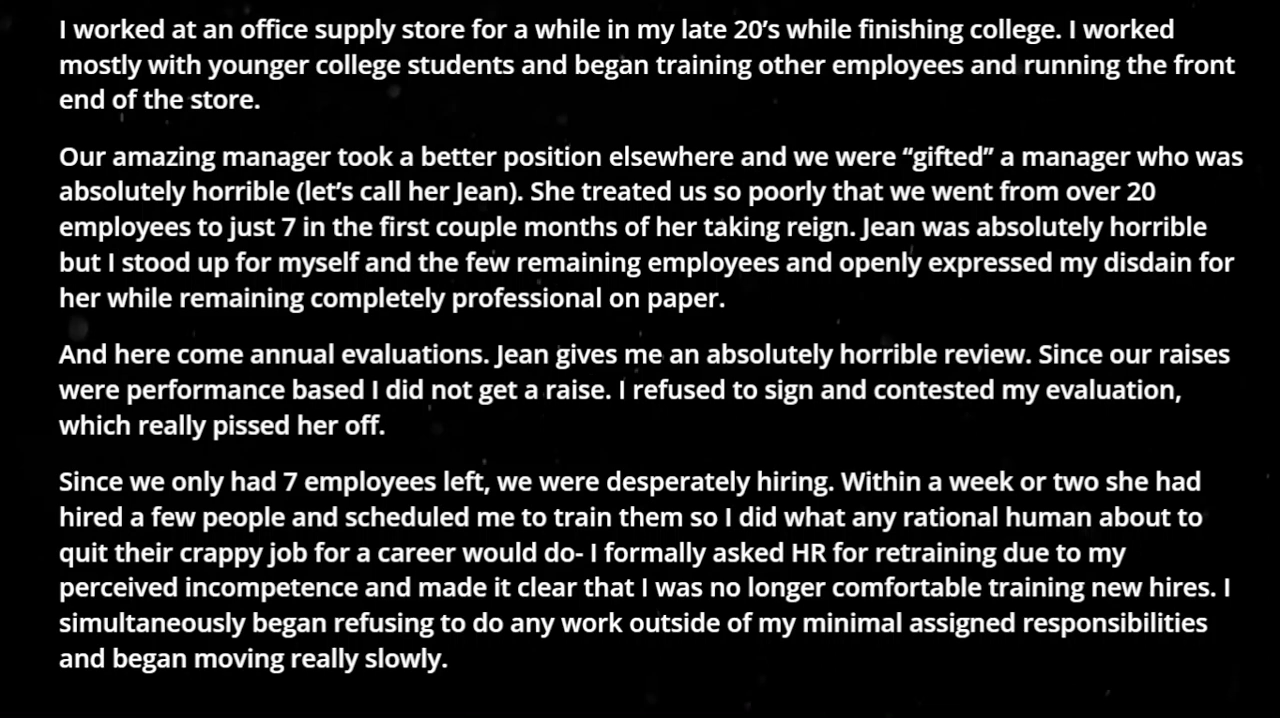 I worked at an office supply store for a while in my late 20’s while finishing college. I worked
mostly with younger college students and began training other employees and running the front
end of the store.
Our amazing manager took a better position elsewhere and we were “gifted” a manager who was
absolutely horrible (let’s call her Jean). She treated us so poorly that we went from over 20
employees to just 7 in the first couple months of her taking reign. Jean was absolutely horrible
but I stood up for myself and the few remaining employees and openly expressed my disdain for
her while remaining completely professional on paper.
And here come annual evaluations. Jean gives me an absolutely horrible review. Since our raises
were performance based I did not get a raise. I refused to sign and contested my evaluation,
which really pissed her off.
Since we only had 7 employees left, we were desperately hiring. Within a week or two she had
hired a few people and scheduled me to train them so I did what any rational human about to
quit their crappy job for a career would do- I formally asked HR for retraining due to my
perceived incompetence and made it clear that I was no longer comfortable training new hires. I
simultaneously began refusing to do any work outside of my minimal assigned responsibilities
and began moving really slowly.